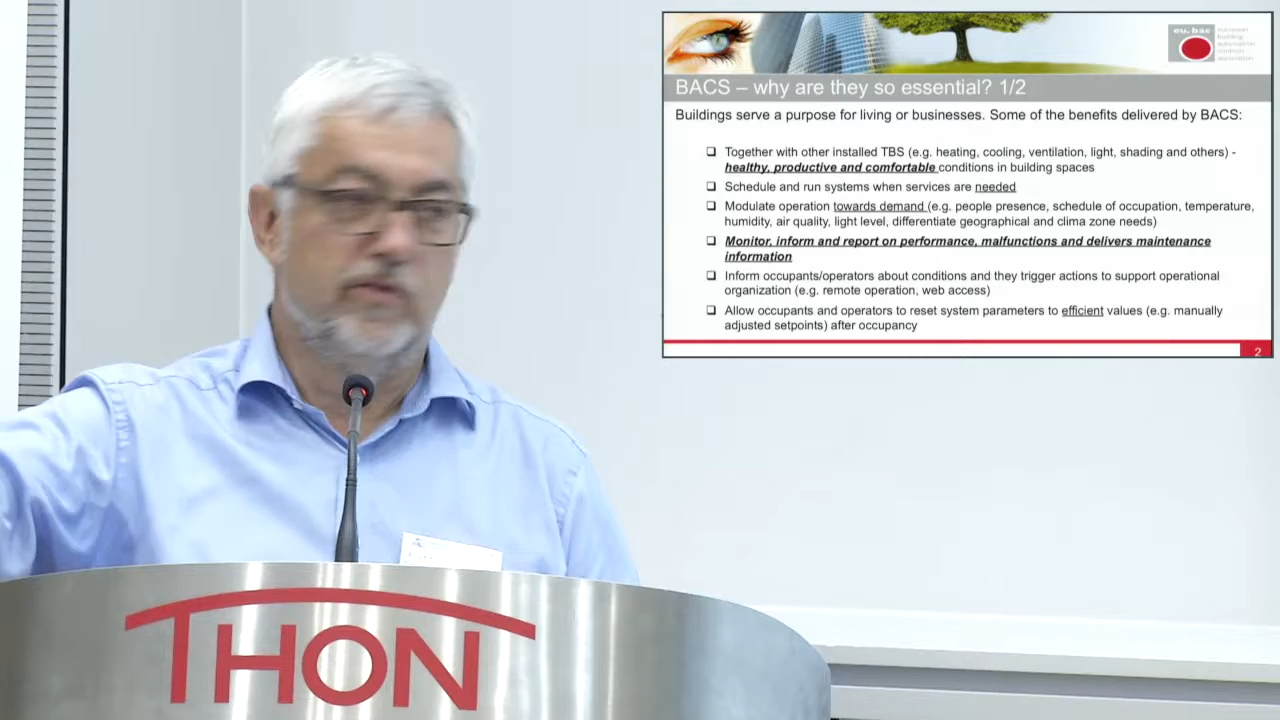 eu.bac
european
building
automation
controls
association
BACS – why are they so essential? 1/2
Buildings serve a purpose for living or businesses. Some of the benefits delivered by BACS:
❑ Together with other installed TBS (e.g. heating, cooling, ventilation, light, shading and others) -
healthy, productive and comfortable conditions in building spaces
❑ Schedule and run systems when services are needed
❑ Modulate operation towards demand (e.g. people presence, schedule of occupation, temperature,
humidity, air quality, light level, differentiate geographical and clima zone needs)
❑ Monitor, inform and report on performance, malfunctions and delivers maintenance
information
❑ Inform occupants/operators about conditions and they trigger actions to support operational
organization (e.g. remote operation, web access)
❑ Allow occupants and operators to reset system parameters to efficient values (e.g. manually
adjusted setpoints) after occupancy
2
THON